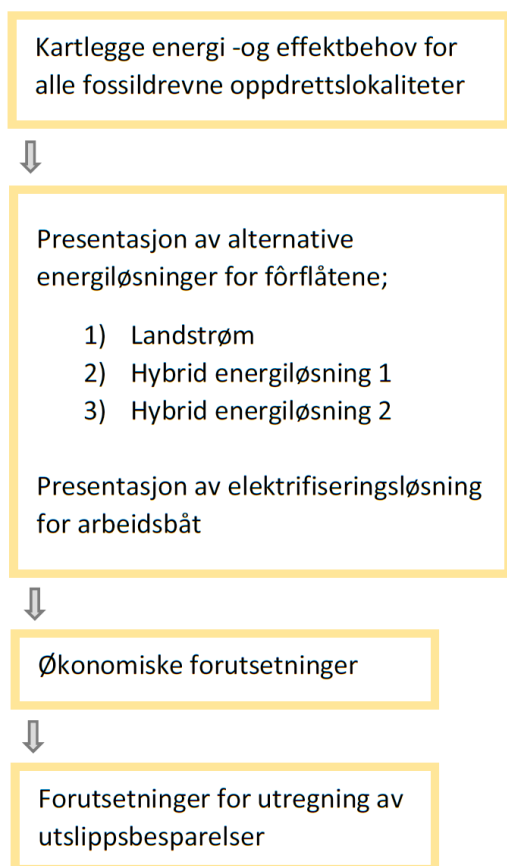 Kartlegge energi -og effektbehov for
alle fossildrevne oppdrettslokaliteter
Presentasjon av alternative
energiløsninger for fôrflåtene;
1) Landstrøm
2) Hybrid energiløsning 1
3) Hybrid energiløsning 2
Presentasjon av elektrifiseringsløsning
for arbeidsbåt
Økonomiske forutsetninger
Forutsetninger for utregning av
utslippsbesparelser